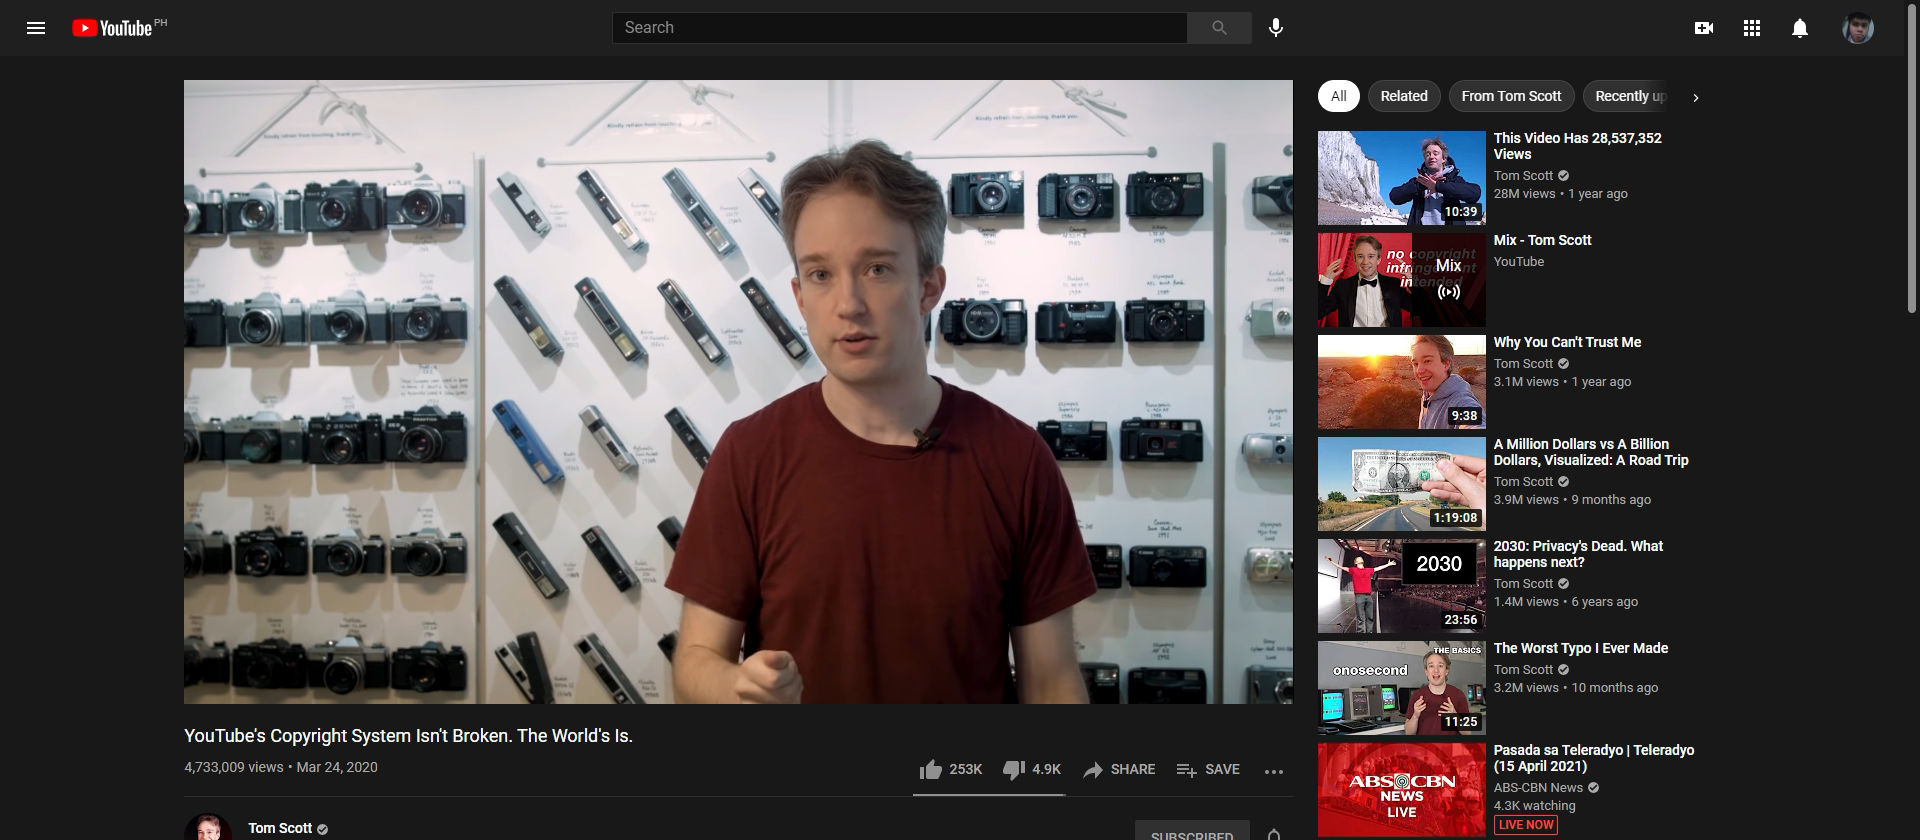 YouTube PH
Search
Kindly refrain from touching, thank you.
All
Related
From Tom Scott
Recently up
This Video Has 28,537,352
Views
Tom Scott
28M views • 1 year ago
10:39
no copyright
infringement
intended
Mix
Mix - Tom Scott
YouTube
Why You Can't Trust Me
Tom Scott
3.1M views • 1 year ago
9:38
A Million Dollars vs A Billion
Dollars, Visualized: A Road Trip
Tom Scott
3.9M views • 9 months ago
1:19:08
2030
2030: Privacy's Dead. What
happens next?
Tom Scott
1.4M views • 6 years ago
23:56
THE BASICS
onosecond
The Worst Typo I Ever Made
Tom Scott
3.2M views • 10 months ago
11:25
ABS CBN
NEWS
LIVE
Pasada sa Teleradyo | Teleradyo
(15 April 2021)
ABS-CBN News
4.3K watching
LIVE NOW
YouTube's Copyright System Isn't Broken. The World's Is.
4,733,009 views • Mar 24, 2020
253K
4.9K
SHARE
SAVE
Tom Scott
SUBSCRIBED